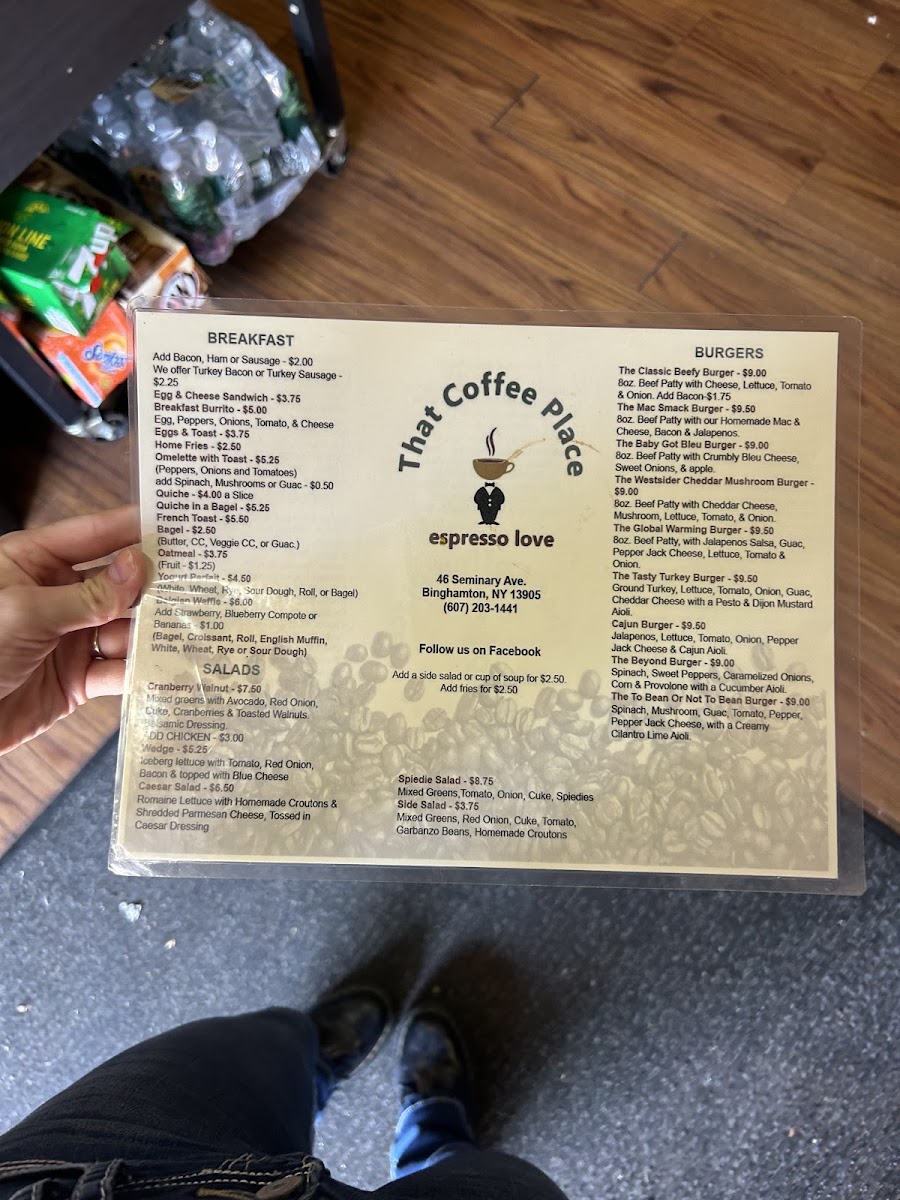 BREAKFAST
Add Bacon, Ham or Sausage - $2.00
We offer Turkey Bacon or Turkey Sausage -
$2.25
Egg & Cheese Sandwich - $3.75
Breakfast Burrito - $5.00
Egg, Peppers, Onions, Tomato, & Cheese
Eggs & Toast - $3.75
Home Fries - $2.50
Omelette with Toast - $5.25
(Peppers, Onions and Tomatoes)
add Spinach, Mushrooms or Guac - $0.50
Quiche - $4.00 a Slice
Quiche in a Bagel - $5.25
French Toast - $5.50
Bagel - $2.50
(Butter, CC, Veggie CC, or Guac.)
Oatmeal - $3.75
(Fruit - $1.25)
Yogurt Parfait - $4.50
(White, Wheat, Rye, Sour Dough, Roll, or Bagel)
Belgian Waffle - $6.00
Add Strawberry, Blueberry Compote or
Bananas - $1.00
(Bagel, Croissant, Roll, English Muffin,
White, Wheat, Rye or Sour Dough)
SALADS
Cranberry Walnut - $7.50
Mixed greens with Avocado, Red Onion,
Cuke, Cranberries & Toasted Walnuts.
Balsamic Dressing.
ADD CHICKEN - $3.00
Wedge - $5.25
Iceberg lettuce with Tomato, Red Onion,
Bacon & topped with Blue Cheese
Caesar Salad - $6.50
Romaine Lettuce with Homemade Croutons &
Shredded Parmesan Cheese, Tossed in
Caesar Dressing
That Coffee Place
espresso love
46 Seminary Ave.
Binghamton, NY 13905
(607) 203-1441
Follow us on Facebook
Add a side salad or cup of soup for $2.50.
Add fries for $2.50
Spiedie Salad - $8.75
Mixed Greens,Tomato, Onion, Cuke, Spiedies
Side Salad - $3.75
Mixed Greens, Red Onion, Cuke, Tomato,
Garbanzo Beans, Homemade Croutons
BURGERS
The Classic Beefy Burger - $9.00
8oz. Beef Patty with Cheese, Lettuce, Tomato
& Onion. Add Bacon-$1.75
The Mac Smack Burger - $9.50
8oz. Beef Patty with our Homemade Mac &
Cheese, Bacon & Jalapenos.
The Baby Got Bleu Burger - $9.00
8oz. Beef Patty with Crumbly Bleu Cheese,
Sweet Onions, & apple.
The Westsider Cheddar Mushroom Burger -
$9.00
8oz. Beef Patty with Cheddar Cheese,
Mushroom, Lettuce, Tomato, & Onion.
The Global Warming Burger - $9.50
8oz. Beef Patty, with Jalapenos Salsa, Guac,
Pepper Jack Cheese, Lettuce, Tomato &
Onion.
The Tasty Turkey Burger - $9.50
Ground Turkey, Lettuce, Tomato, Onion, Guac,
Cheddar Cheese with a Pesto & Dijon Mustard
Aioli.
Cajun Burger - $9.50
Jalapenos, Lettuce, Tomato, Onion, Pepper
Jack Cheese & Cajun Aioli.
The Beyond Burger - $9.00
Spinach, Sweet Peppers, Caramelized Onions,
Corn & Provolone with a Cucumber Aioli.
The To Bean Or Not To Bean Burger - $9.00
Spinach, Mushroom, Guac, Tomato, Pepper,
Pepper Jack Cheese, with a Creamy
Cilantro Lime Aioli.
LIME
7up